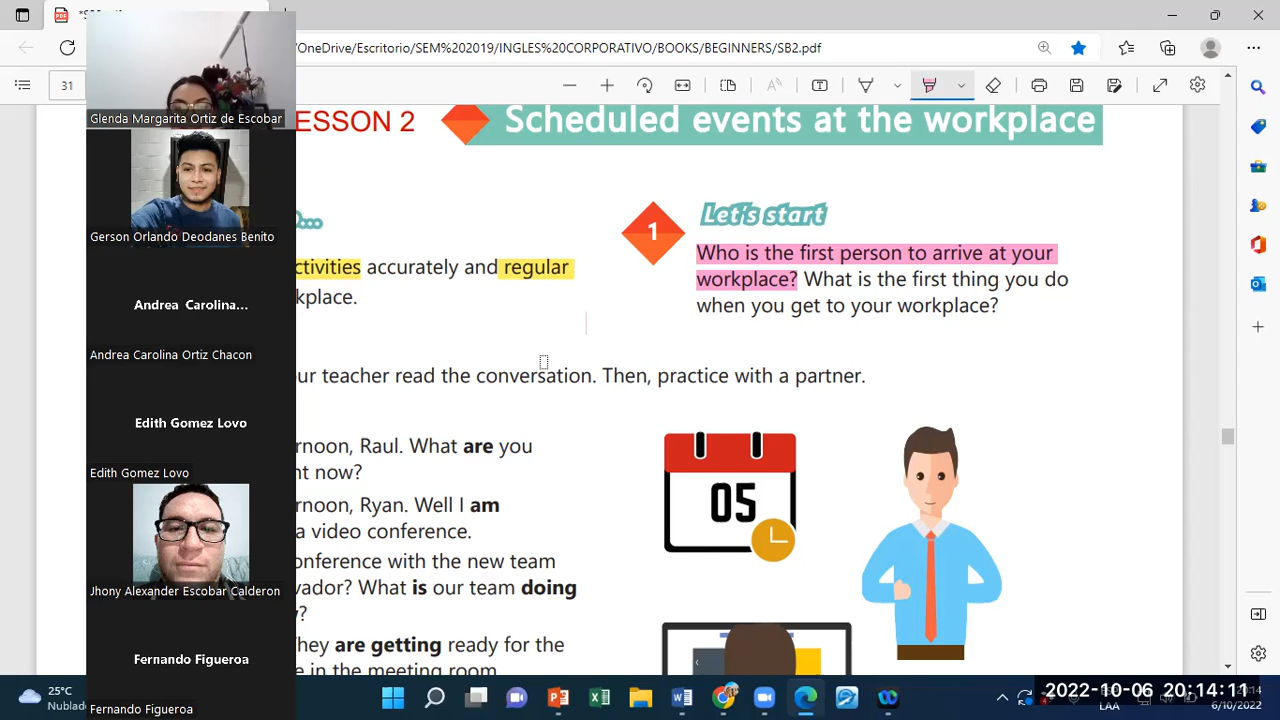 /OneDrive/Escritorio/SEM%202019/INGLES%20CORPORATIVO/BOOKS/BEGINNERS/SB2.pdf
31
ESSON 2
Scheduled events at the workplace
1
Let's start
ctivities accurately and regular
kplace.
Who is the first person to arrive at your
workplace? What is the first thing you do
when you get to your workplace?
ur teacher read the conversation. Then, practice with a partner.
rnoon, Raul. What are you
nt now?
rnoon, Ryan. Well I am
a video conference.
onference with the new team
vador? What is our team doing
?
hey are getting ready for the
e in the meeting room
05
Glenda Margarita Ortiz de Escobar
Gerson Orlando Deodanes Benito
Andrea Carolina...
Andrea Carolina Ortiz Chacon
Edith Gomez Lovo
Edith Gomez Lovo
Jhony Alexander Escobar Calderon
Fernando Figueroa
Fernando Figueroa
25°C
Nublado
LAA
2022-10-06 20:14:11
6/10/2022